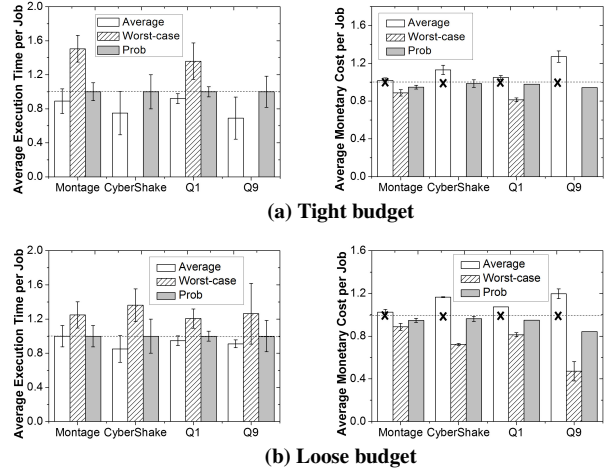 Average Execution Time per Job
2.0
1.6
1.2
0.8
0.4
0.0
Average
Worst-case
Prob
Montage CyberShake Q1 Q9
Average Monetary Cost per Job
1.6
1.2
0.8
0.4
0.0
Average
Worst-case
Prob
Montage CyberShake Q1 Q9
(a) Tight budget
Average Execution Time per Job
2.0
1.6
1.2
0.8
0.4
0.0
Average
Worst-case
Prob
Montage CyberShake Q1 Q9
Average Monetary Cost per Job
1.6
1.2
0.8
0.4
0.0
Average
Worst-case
Prob
Montage CyberShake Q1 Q9
(b) Loose budget